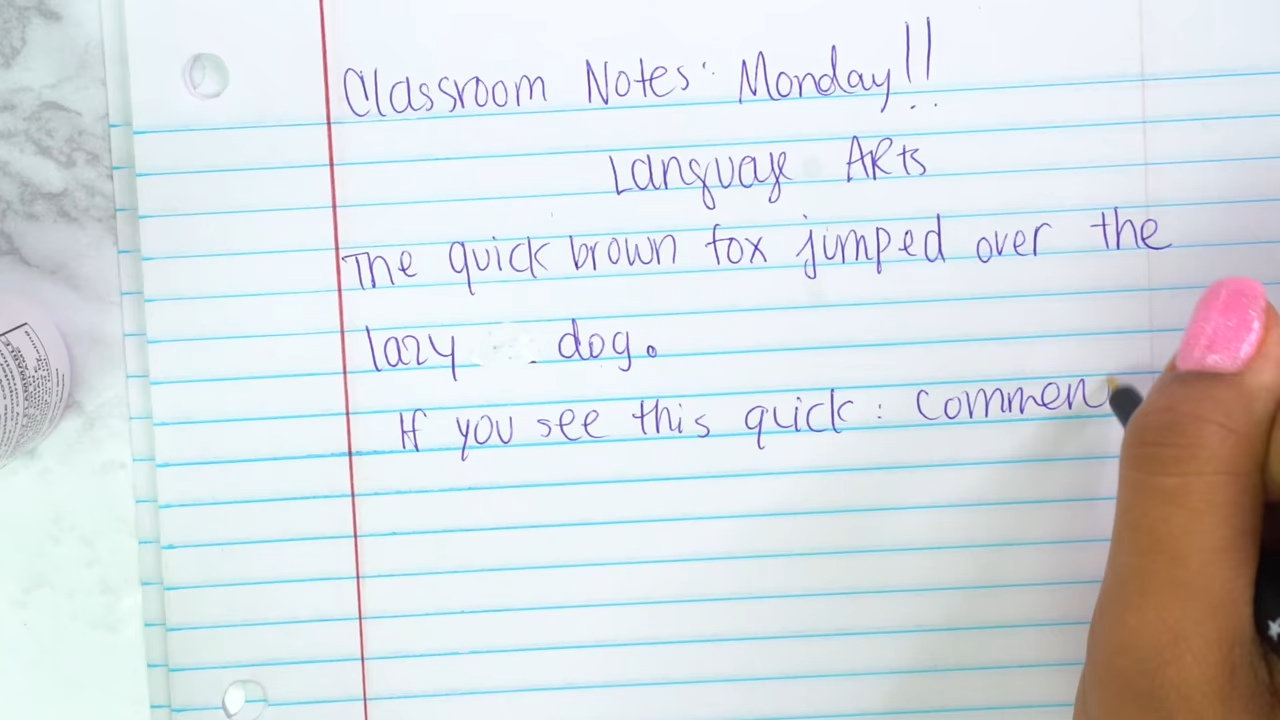 Classroom Notes: Monday!!
Language ARts
The quick brown fox jumped over the
lazy dog.
If you see this quick: commen